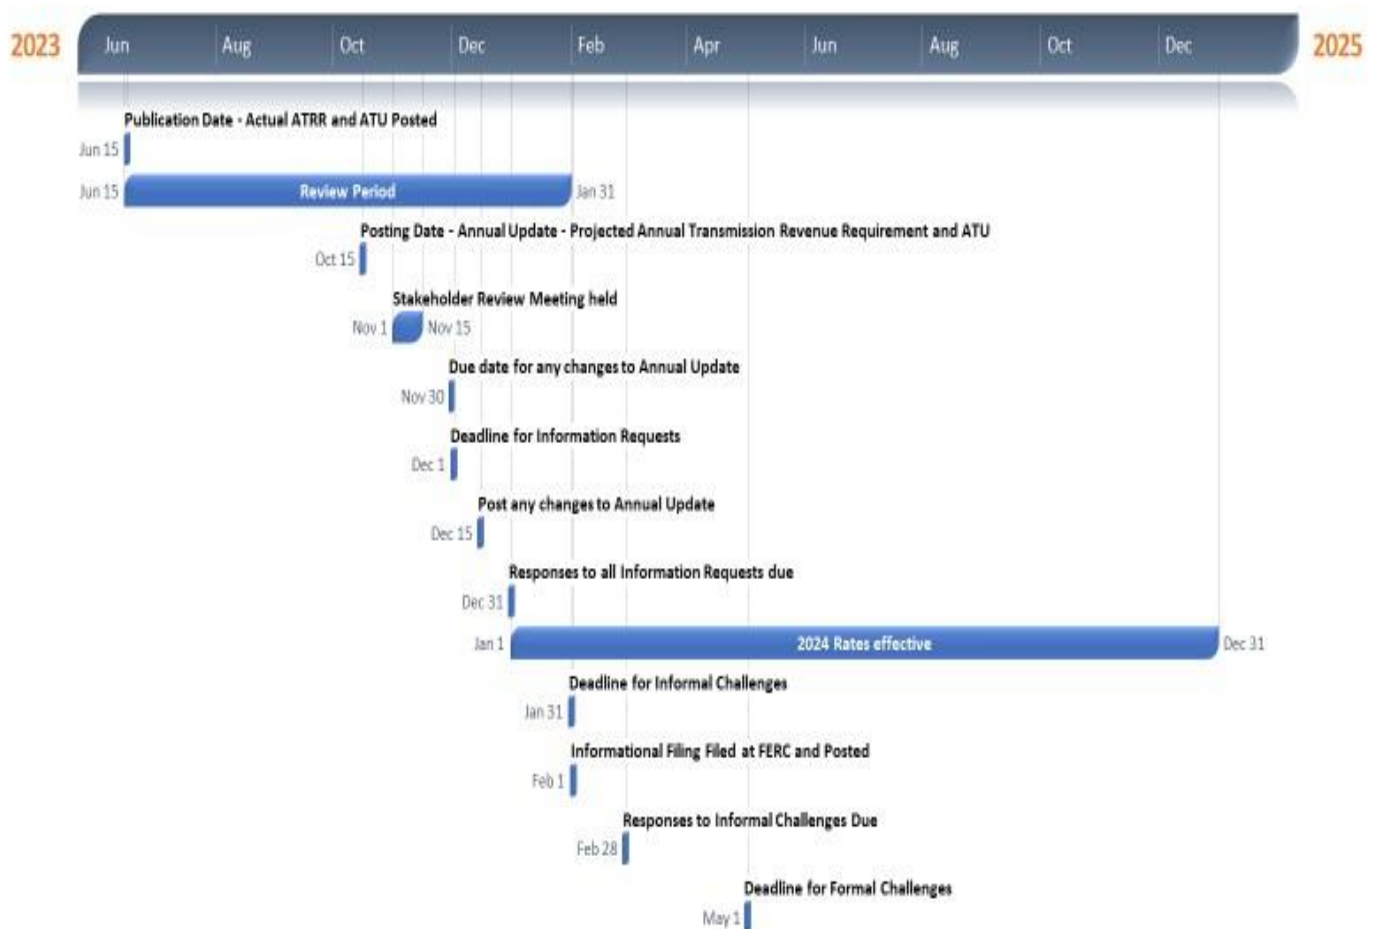 2023 Jun Aug Oct Dec Feb Apr Jun Aug Oct Dec 2025
Publication Date - Actual ATRR and ATU Posted
Jun 15
Jun 15 Review Period Jan 31
Posting Date - Annual Update - Projected Annual Transmission Revenue Requirement and ATU
Oct 15
Stakeholder Review Meeting held
Nov 1 Nov 15
Due date for any changes to Annual Update
Nov 30
Deadline for Information Requests
Dec 1
Post any changes to Annual Update
Dec 15
Responses to all Information Requests due
Dec 31
Jan 1 2024 Rates effective Dec 31
Deadline for Informal Challenges
Jan 31
Informational Filing Filed at FERC and Posted
Feb 1
Responses to Informal Challenges Due
Feb 28
Deadline for Formal Challenges
May 1